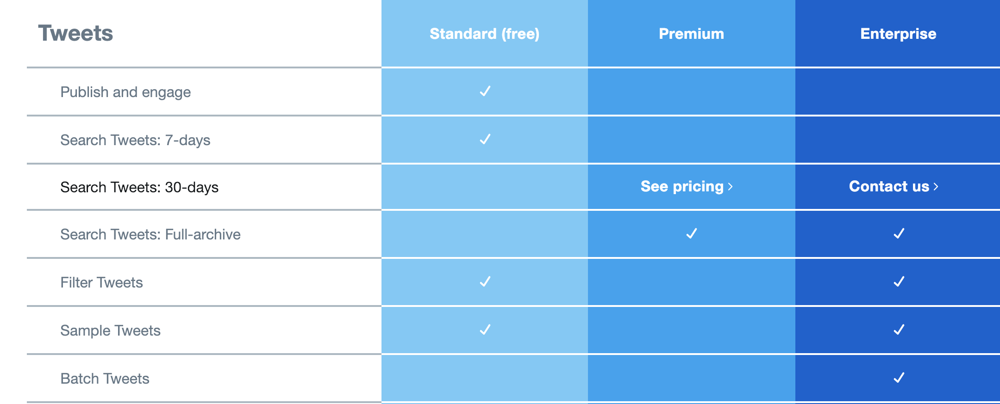 Tweets Standard (free) Premium Enterprise
Publish and engage ✓
Search Tweets: 7-days ✓
Search Tweets: 30-days See pricing > Contact us >
Search Tweets: Full-archive ✓ ✓
Filter Tweets ✓ ✓
Sample Tweets ✓ ✓
Batch Tweets ✓